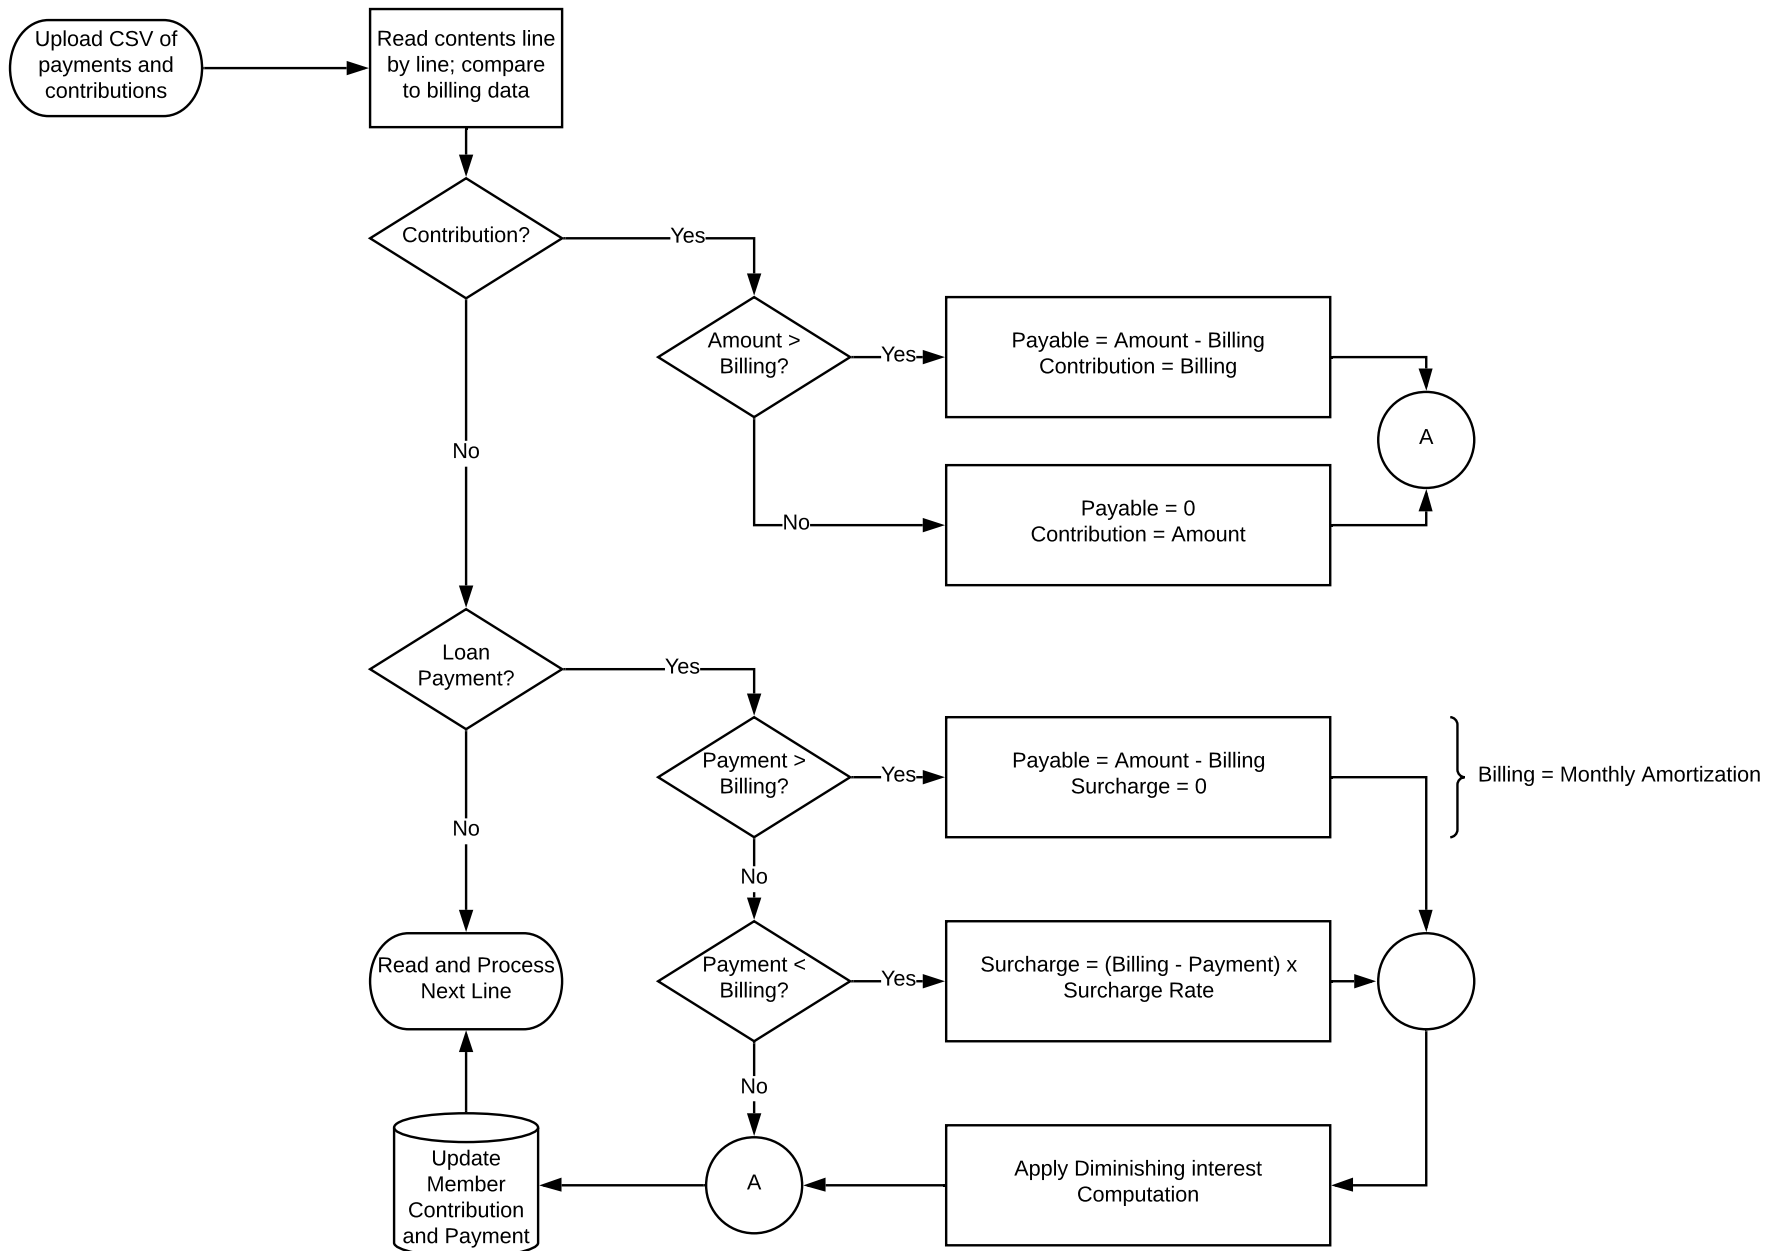 Upload CSV of
payments and
contributions
Read contents line
by line; compare
to billing data
Contribution?
Yes
Amount >
Billing?
Yes
Payable = Amount - Billing
Contribution = Billing
A
No
No
Payable = 0
Contribution = Amount
Loan
Payment?
Yes
Payment >
Billing?
Yes
Payable = Amount - Billing
Surcharge = 0
Billing = Monthly Amortization
No
No
Read and Process
Next Line
Payment <
Billing?
Yes
Surcharge = (Billing - Payment) x
Surcharge Rate
No
Update
Member
Contribution
and Payment
A
Apply Diminishing interest
Computation